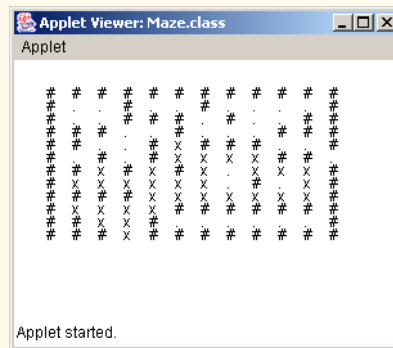 Applet Viewer: Maze.class
Applet
# # # # # # # # # # # #
# . . # . . # . . . . #
# . . # # # . # . . # #
# # # . . # . . . # # #
# # . . # x # # # . . #
# . # . # x x x x # # .
# # x # x x x . x x x #
# x x x x x x . # . x #
# # # # x x x x x x x #
# x x x x # # # # # # #
# # x x # . . . . . . #
# # # x # # # # # # # #
Applet started.